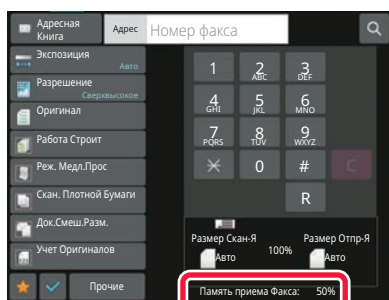 Адресная
Книга
Адрес
Номер факса
Экспозиция
Авто
Разрешение
Сверхвысокое
Оригинал
Работа Строит
Реж. Медл.Прос
Скан. Плотной Бумаги
Док.Смеш.Разм.
Учет Оригиналов
Прочие
1
2
ABC
3
DEF
4
GHI
5
JKL
6
MNO
7
PQRS
8
TUV
9
WXYZ
0
#
C
R
Размер Скан-Я
Размер Отпр-Я
100%
Авто
Авто
Память приема Факса: 50%